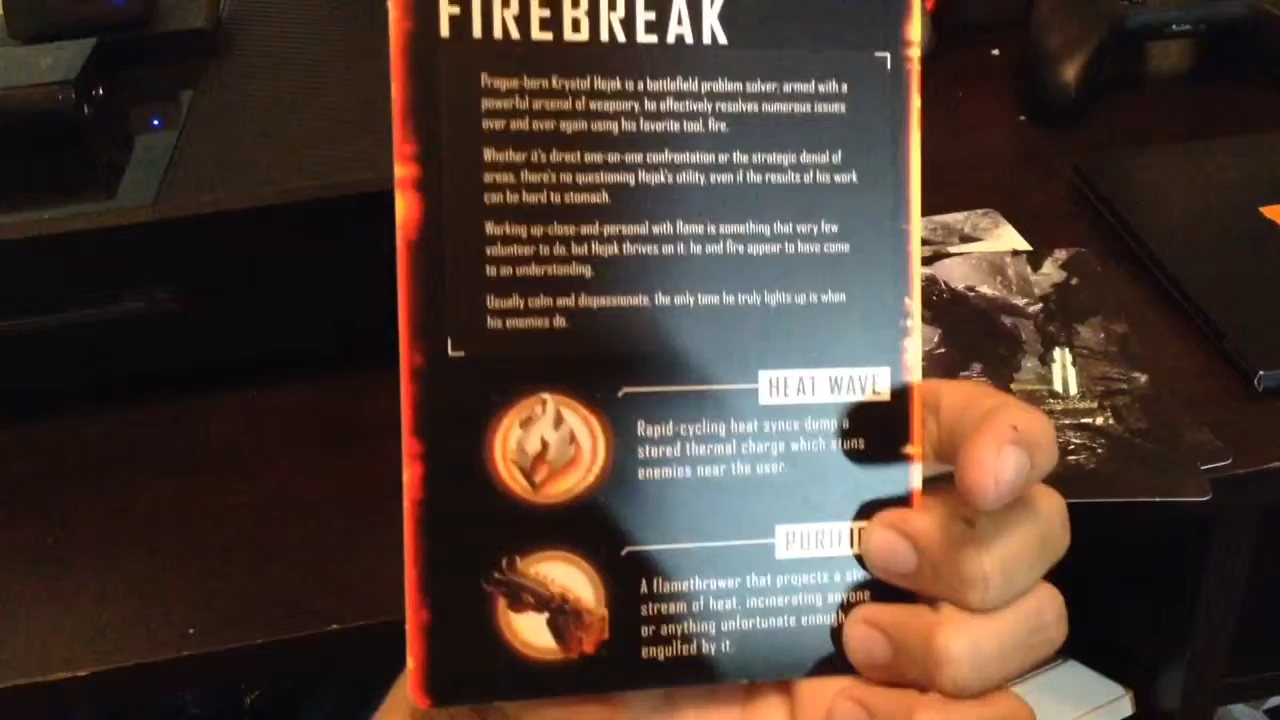 FIREBREAK
Prague-born Krystof Hejek is a battlefield problem solver; armed with a
powerful arsenal of weaponry, he effectively resolves numerous issues
over and over again using his favorite tool, fire.
Whether it's direct one-on-one confrontation or the strategic denial of
areas, there's no questioning Hejek's utility, even if the results of his work
can be hard to stomach.
Working up-close-and-personal with flame is something that very few
volunteer to do, but Hejek thrives on it; he and fire appear to have come
to an understanding.
Usually calm and dispassionate, the only time he truly lights up is when
his enemies do.
HEAT WAVE
Rapid-cycling heat syncs dump a
stored thermal charge which stuns
enemies near the user.
A flamethrower that projects a
stream of heat, incinerating anyone
or anything unfortunate enough
engulfed by it.